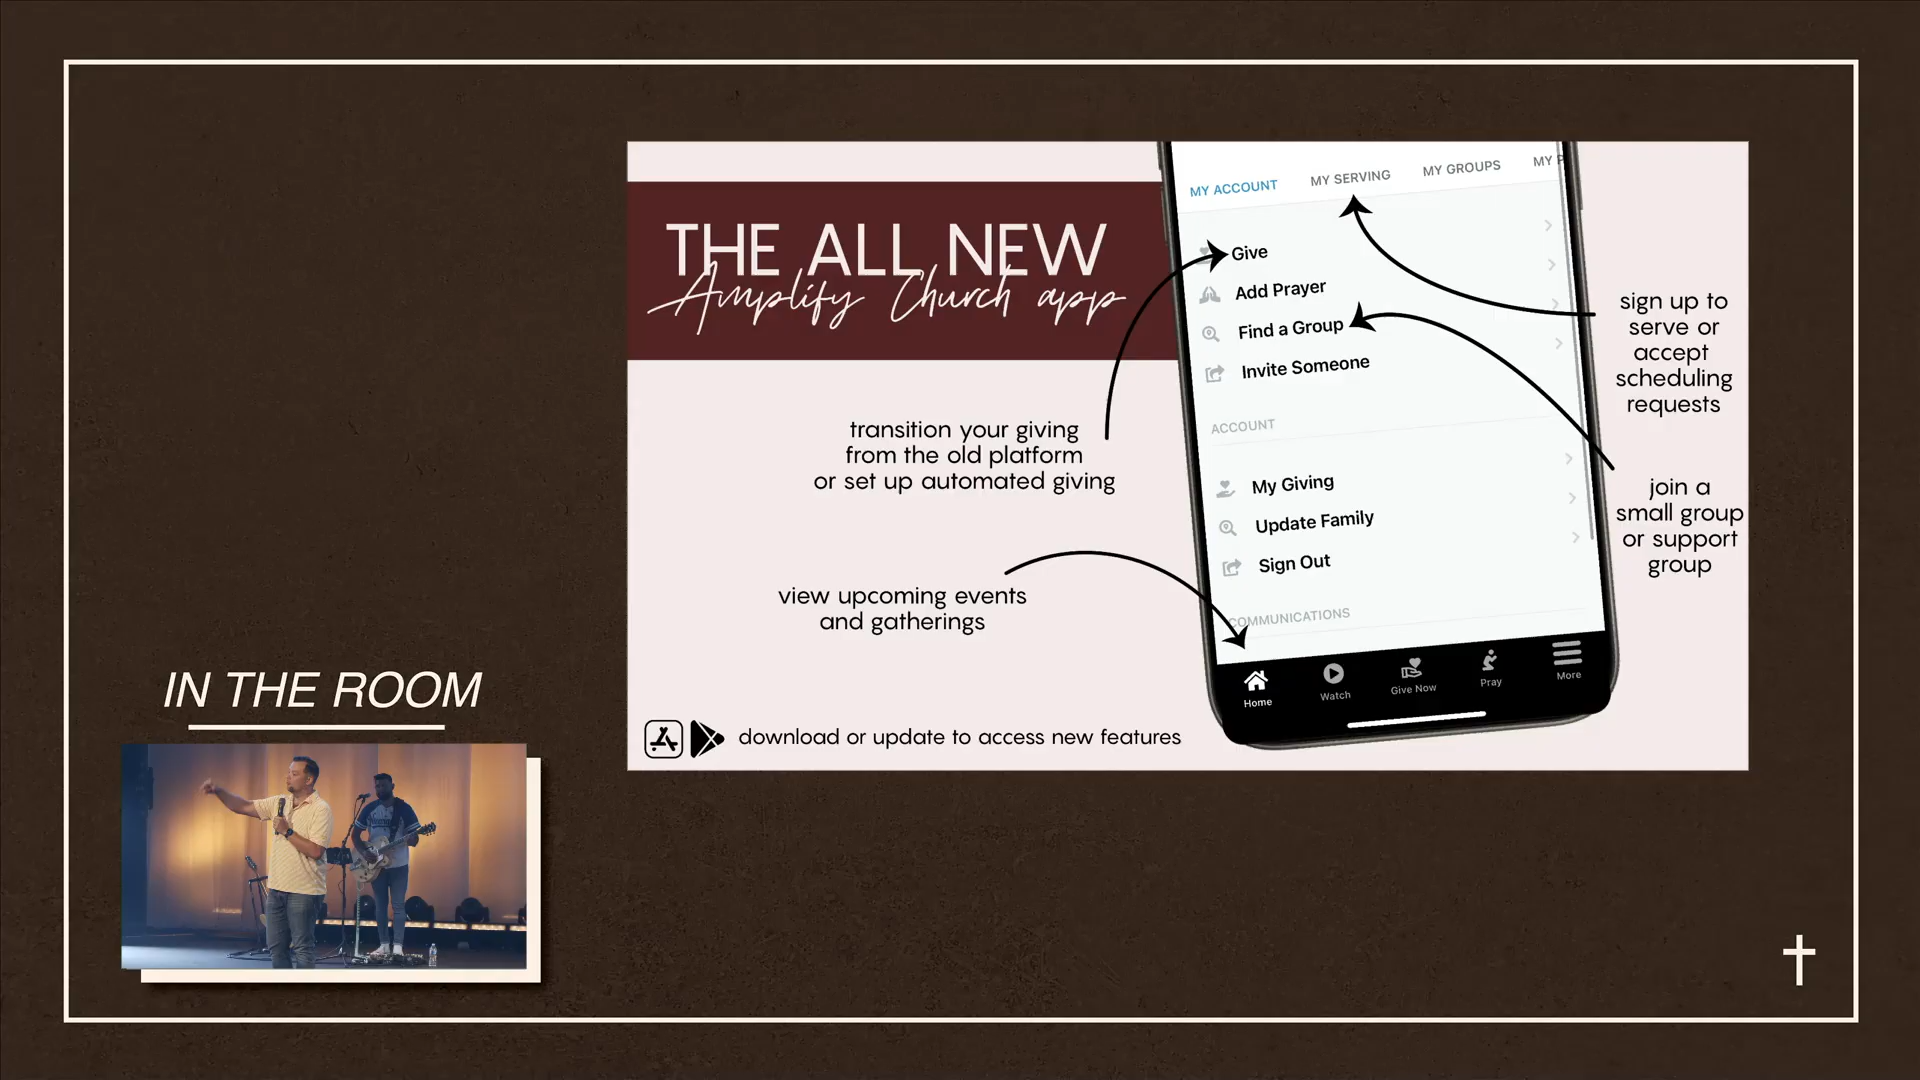 THE ALL NEW
Amplify Church app
transition your giving
from the old platform
or set up automated giving
view upcoming events
and gatherings
download or update to access new features
MY ACCOUNT
MY SERVING
MY GROUPS
MY P
Give
Add Prayer
Find a Group
Invite Someone
ACCOUNT
My Giving
Update Family
Sign Out
COMMUNICATIONS
Home
Watch
Give Now
Pray
More
sign up to
serve or
accept
scheduling
requests
join a
small group
or support
group
IN THE ROOM